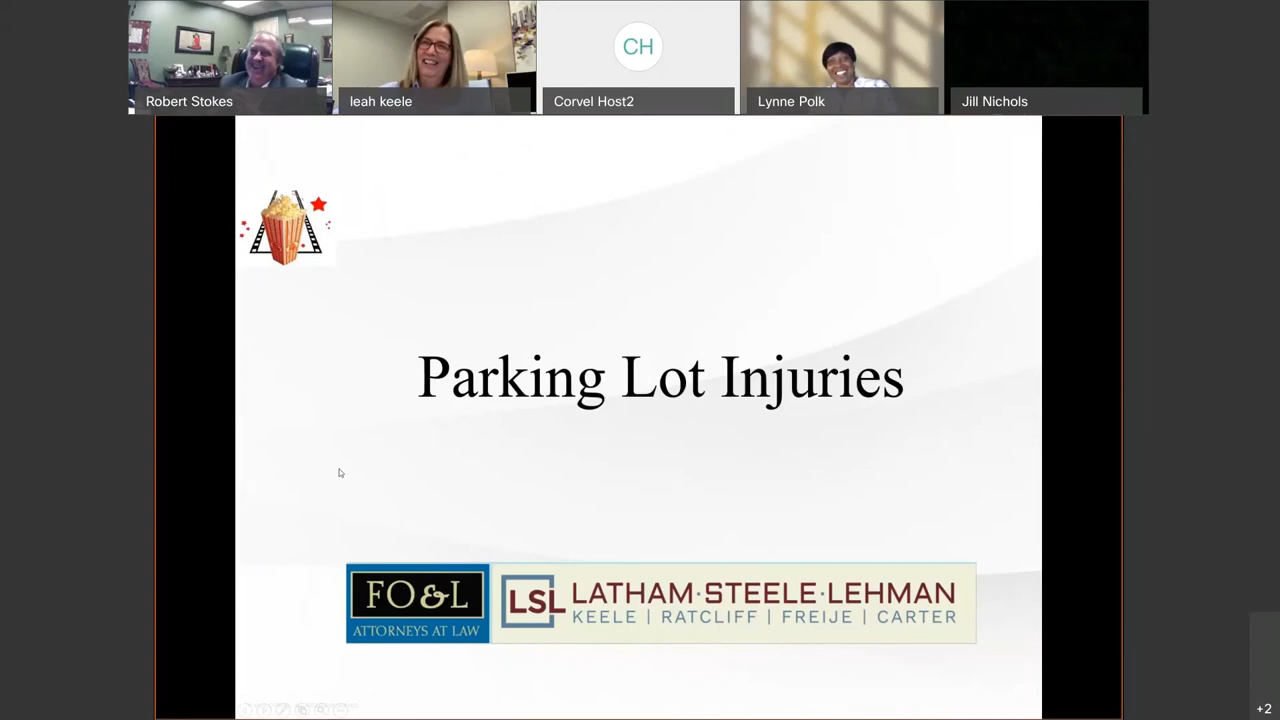 Robert Stokes
leah keele
CH
Corvel Host2
Lynne Polk
Jill Nichols
Parking Lot Injuries
FO&L
ATTORNEYS AT LAW
LSL
LATHAM·STEELE·LEHMAN
KEELE | RATCLIFF | FREIJE | CARTER
+2